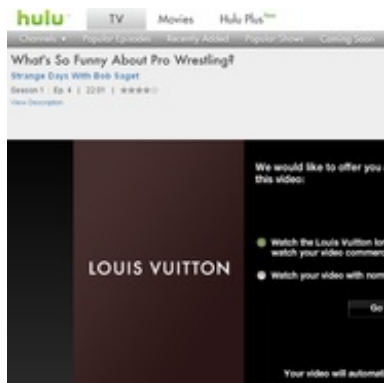 hulu TV Movies Hulu Plus
Channels Popular Episodes Recently Added Popular Shows Coming Soon
What's So Funny About Pro Wrestling?
Strange Days With Bob Saget
Season 1 : Ep. 4 | 22:01 |
View Description
We would like to offer you
this video:
Watch the Louis Vuitton lon
watch your video commerc
LOUIS VUITTON
Watch your video with norm
Go
Your video will automat